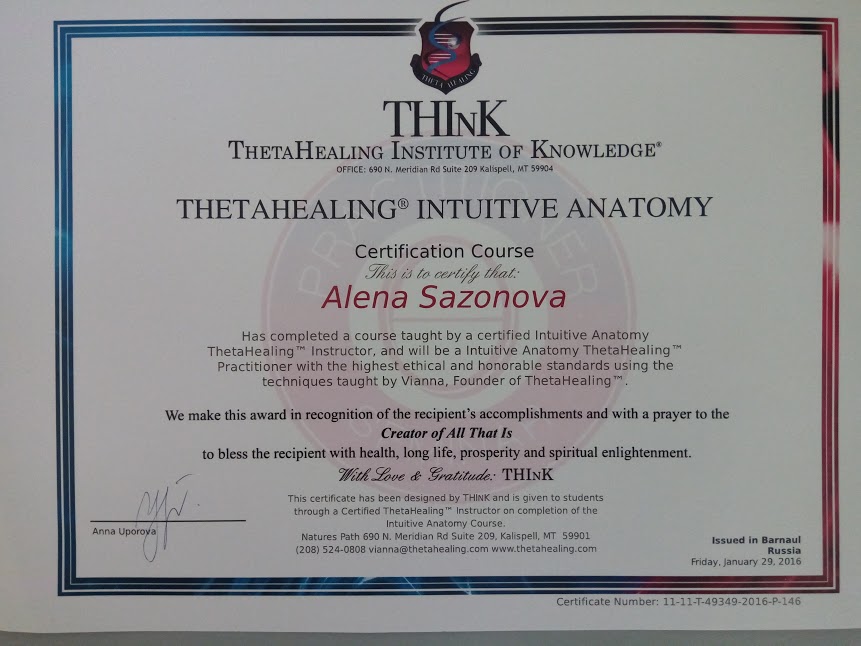 THETA HEALING
THInK
THETAHEALING INSTITUTE OF KNOWLEDGE®
OFFICE: 690 N. Meridian Rd Suite 209 Kalispell, MT 59904
THETAHEALING® INTUITIVE ANATOMY
Certification Course
This is to certify that:
Alena Sazonova
Has completed a course taught by a certified Intuitive Anatomy
ThetaHealing™ Instructor, and will be a Intuitive Anatomy ThetaHealing™
Practitioner with the highest ethical and honorable standards using the
techniques taught by Vianna, Founder of ThetaHealing™.
We make this award in recognition of the recipient's accomplishments and with a prayer to the
Creator of All That Is
to bless the recipient with health, long life, prosperity and spiritual enlightenment.
With Love & Gratitude: THInK
This certificate has been designed by THINK and is given to students
through a Certified ThetaHealing™ Instructor on completion of the
Intuitive Anatomy Course.
Natures Path 690 N. Meridian Rd Suite 209, Kalispell, MT 59901
(208) 524-0808 vianna@thetahealing.com www.thetahealing.com
Anna Uporova
Issued in Barnaul
Russia
Friday, January 29, 2016
Certificate Number: 11-11-T-49349-2016-P-146
PRACTITIONER